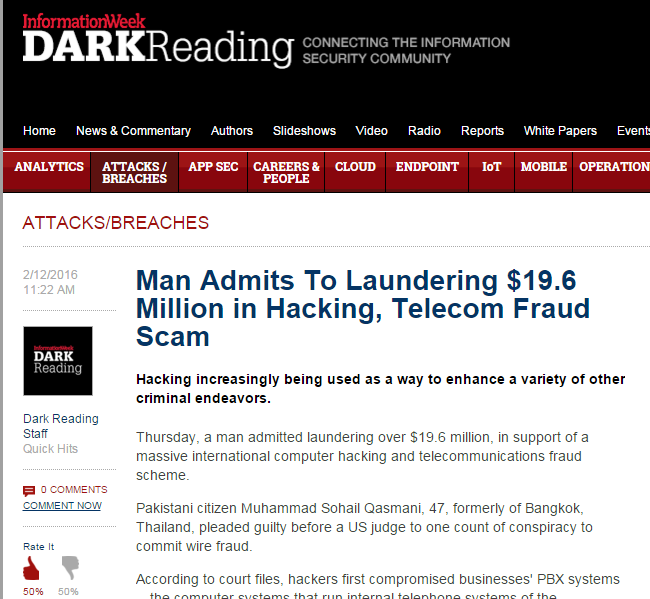 InformationWeek
DARKReading
CONNECTING THE INFORMATION
SECURITY COMMUNITY
Home News & Commentary Authors Slideshows Video Radio Reports White Papers Events
ANALYTICS ATTACKS / BREACHES APP SEC CAREERS & PEOPLE CLOUD ENDPOINT IoT MOBILE OPERATION
ATTACKS/BREACHES
2/12/2016
11:22 AM
InformationWeek
DARK
Reading
Dark Reading
Staff
Quick Hits
0 COMMENTS
COMMENT NOW
Rate It
50% 50%
Man Admits To Laundering $19.6
Million in Hacking, Telecom Fraud
Scam
Hacking increasingly being used as a way to enhance a variety of other
criminal endeavors.
Thursday, a man admitted laundering over $19.6 million, in support of a
massive international computer hacking and telecommunications fraud
scheme.
Pakistani citizen Muhammad Sohail Qasmani, 47, formerly of Bangkok,
Thailand, pleaded guilty before a US judge to one count of conspiracy to
commit wire fraud.
According to court files, hackers first compromised businesses' PBX systems
the computer systems that run internal telephone systems of the